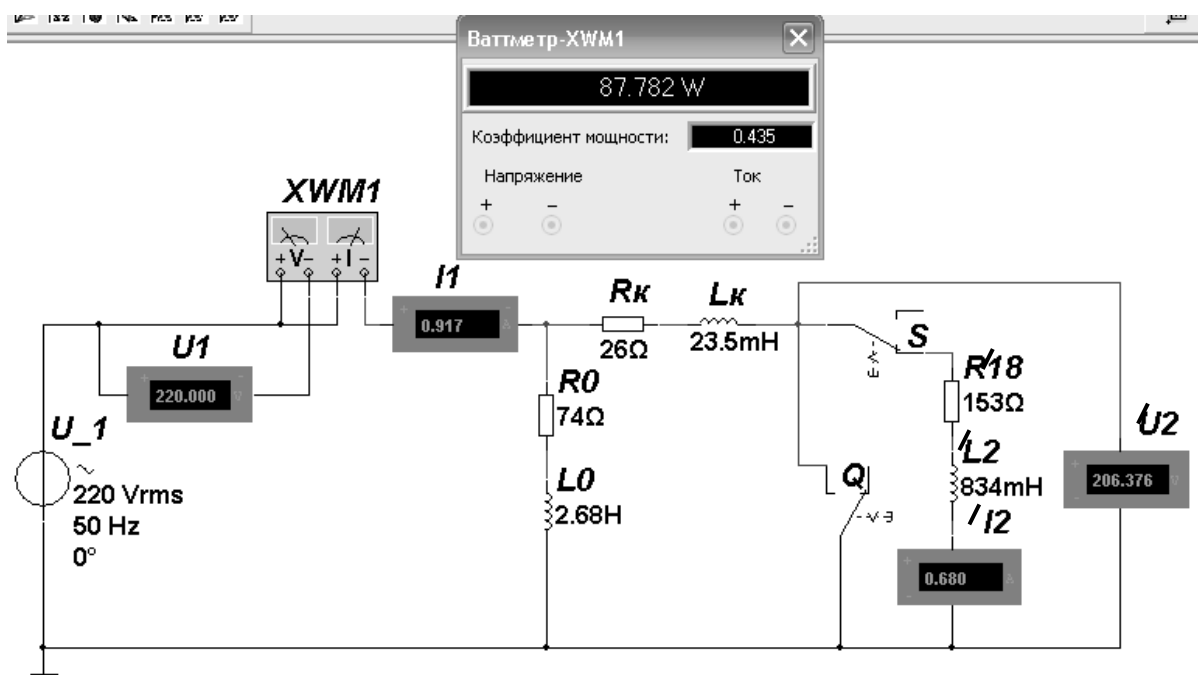 Ваттметр-XWM1
87.782 W
Коэффициент мощности: 0.435
Напряжение Ток
+ − + −
XWM1
+V− +I −
I1
0.917 A
U1
220.000 V
U_1
220 Vrms
50 Hz
0°
Rк
26Ω
Lк
23.5mH
R0
74Ω
L0
2.68H
S
R/18
153Ω
/L2
834mH
/I2
0.680 A
Q
/U2
206.376 V